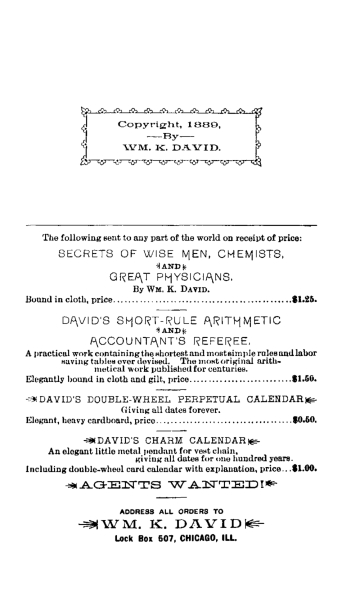 Copyright, 1889,
—By—
WM. K. DAVID.
The following sent to any part of the world on receipt of price:
SECRETS OF WISE MEN, CHEMISTS,
AND
GREAT PHYSICIANS.
By Wm. K. David.
Bound in cloth, price............................................$1.25.
DAVID'S SHORT-RULE ARITHMETIC
AND
ACCOUNTANT'S REFEREE.
A practical work containing the shortest and most simple rules and labor
saving tables ever devised. The most original arith-
metical work published for centuries.
Elegantly bound in cloth and gilt, price.........................$1.50.
DAVID'S DOUBLE-WHEEL PERPETUAL CALENDAR
Giving all dates forever.
Elegant, heavy cardboard, price..................................$0.50.
DAVID'S CHARM CALENDAR
An elegant little metal pendant for vest chain,
giving all dates for one hundred years.
Including double-wheel card calendar with explanation, price...$1.00.
AGENTS WANTED!
ADDRESS ALL ORDERS TO
WM. K. DAVID
Lock Box 507, CHICAGO, ILL.